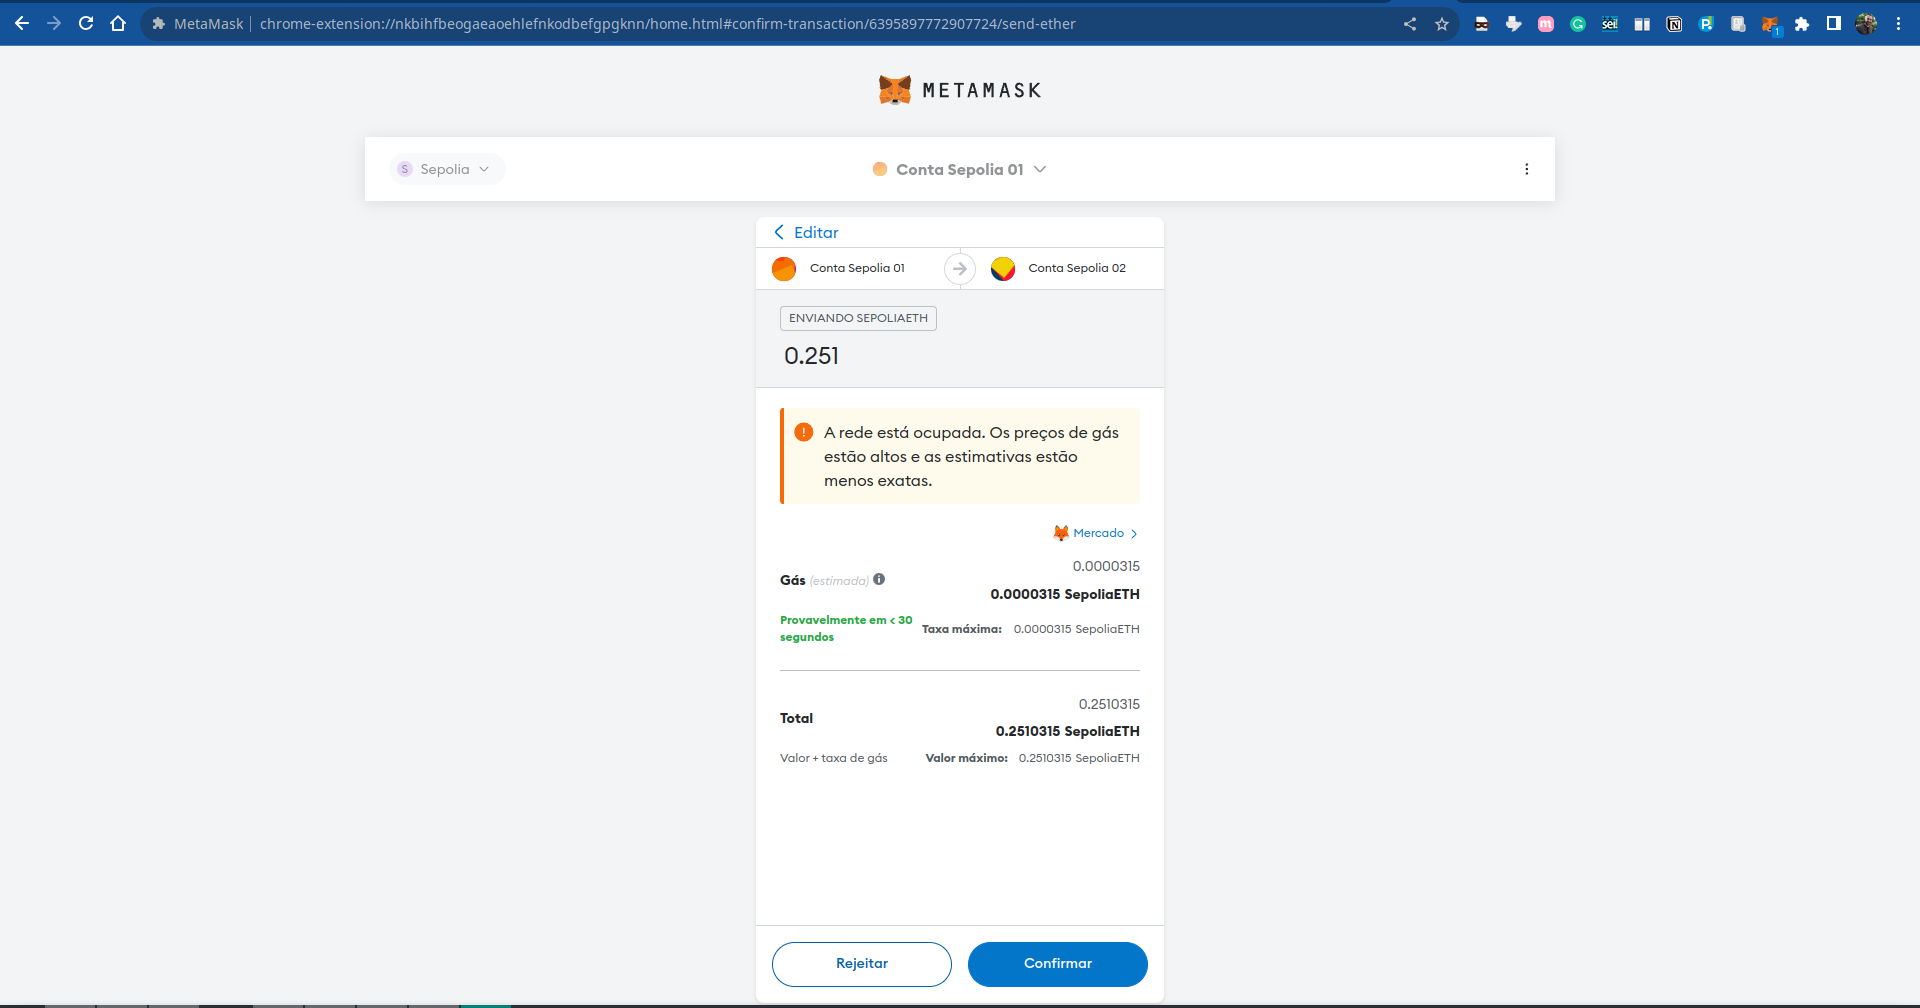 MetaMask
chrome-extension://nkbihfbeogaeaoehlefnkodbefgpgknn/home.html#confirm-transaction/6395897772907724/send-ether
sei!
1
METAMASK
S Sepolia
Conta Sepolia 01
Editar
Conta Sepolia 01
Conta Sepolia 02
ENVIANDO SEPOLIAETH
0.251
A rede está ocupada. Os preços de gás
estão altos e as estimativas estão
menos exatas.
Mercado
0.0000315
Gás (estimada)
0.0000315 SepoliaETH
Provavelmente em < 30
segundos
Taxa máxima: 0.0000315 SepoliaETH
0.2510315
Total
0.2510315 SepoliaETH
Valor + taxa de gás
Valor máximo: 0.2510315 SepoliaETH
Rejeitar
Confirmar